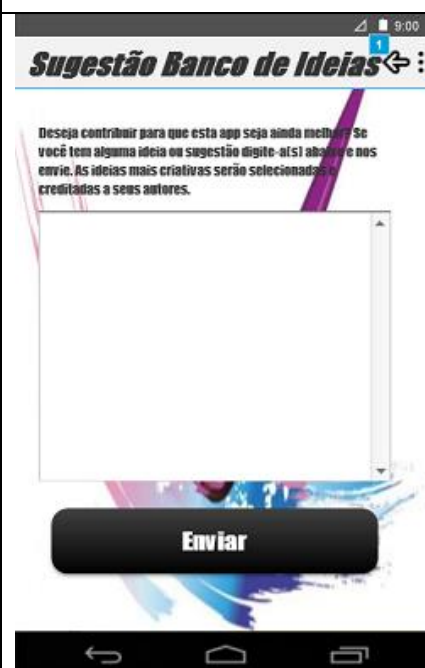 9:00
1
Sugestão Banco de Ideias
Deseja contribuir para que esta app seja ainda melhor? Se
você tem alguma ideia ou sugestão digite-a(s) abaixo e nos
envie. As ideias mais criativas serão selecionadas e
creditadas a seus autores.
Enviar